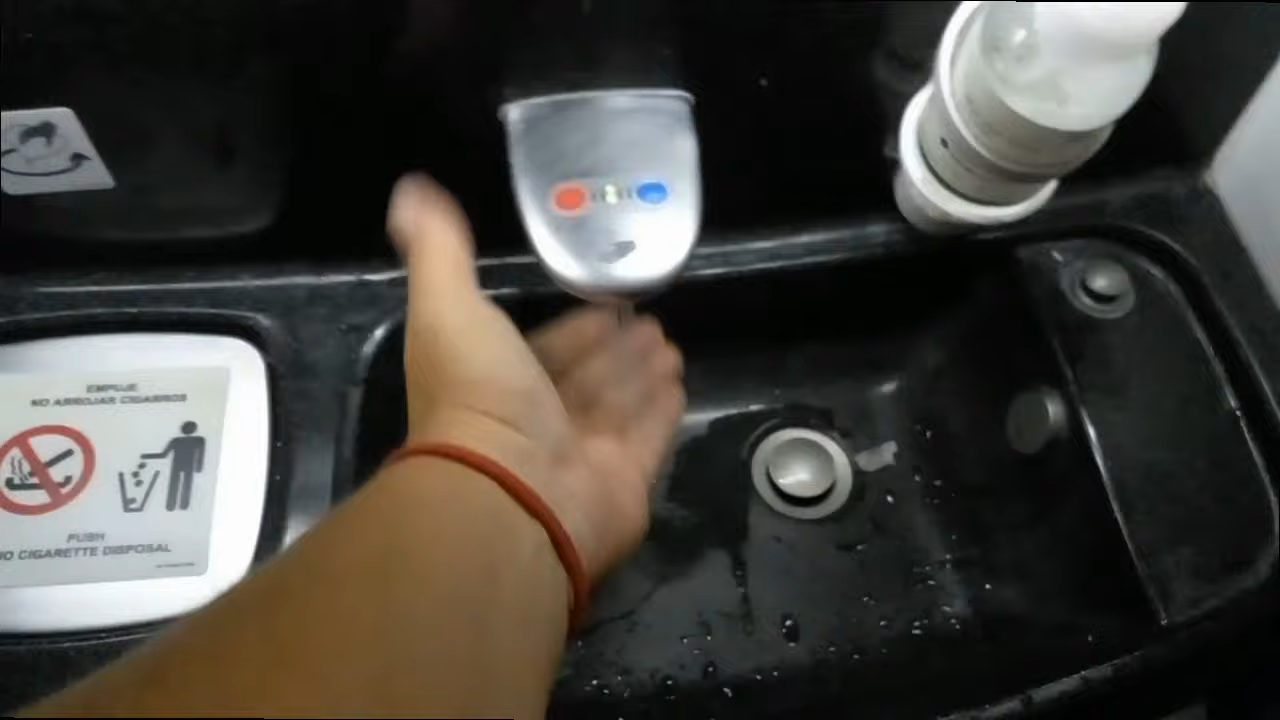 EMPUJE
NO ARROJAR CIGARROS
PUSH
NO CIGARETTE DISPOSAL